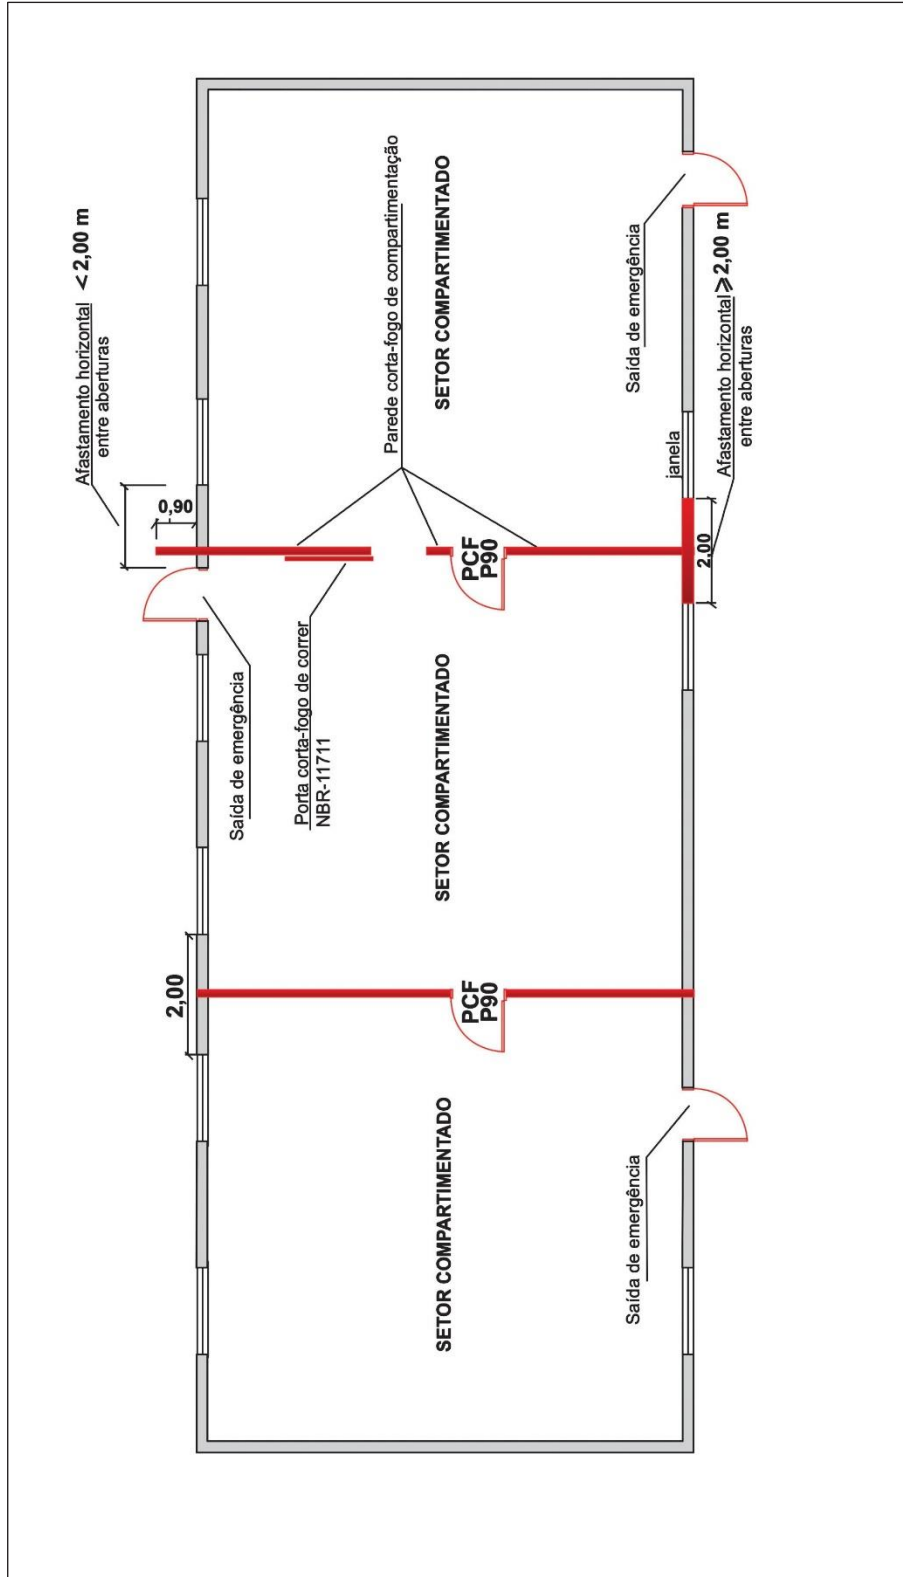 Afastamento horizontal < 2,00 m
entre aberturas
0,90
Parede corta-fogo de compartimentação
SETOR COMPARTIMENTADO
Saída de emergência
Afastamento horizontal ⩾ 2,00 m
entre aberturas
janela
2,00
PCF
P90
Saída de emergência
Porta corta-fogo de correr
NBR-11711
SETOR COMPARTIMENTADO
2,00
PCF
P90
SETOR COMPARTIMENTADO
Saída de emergência